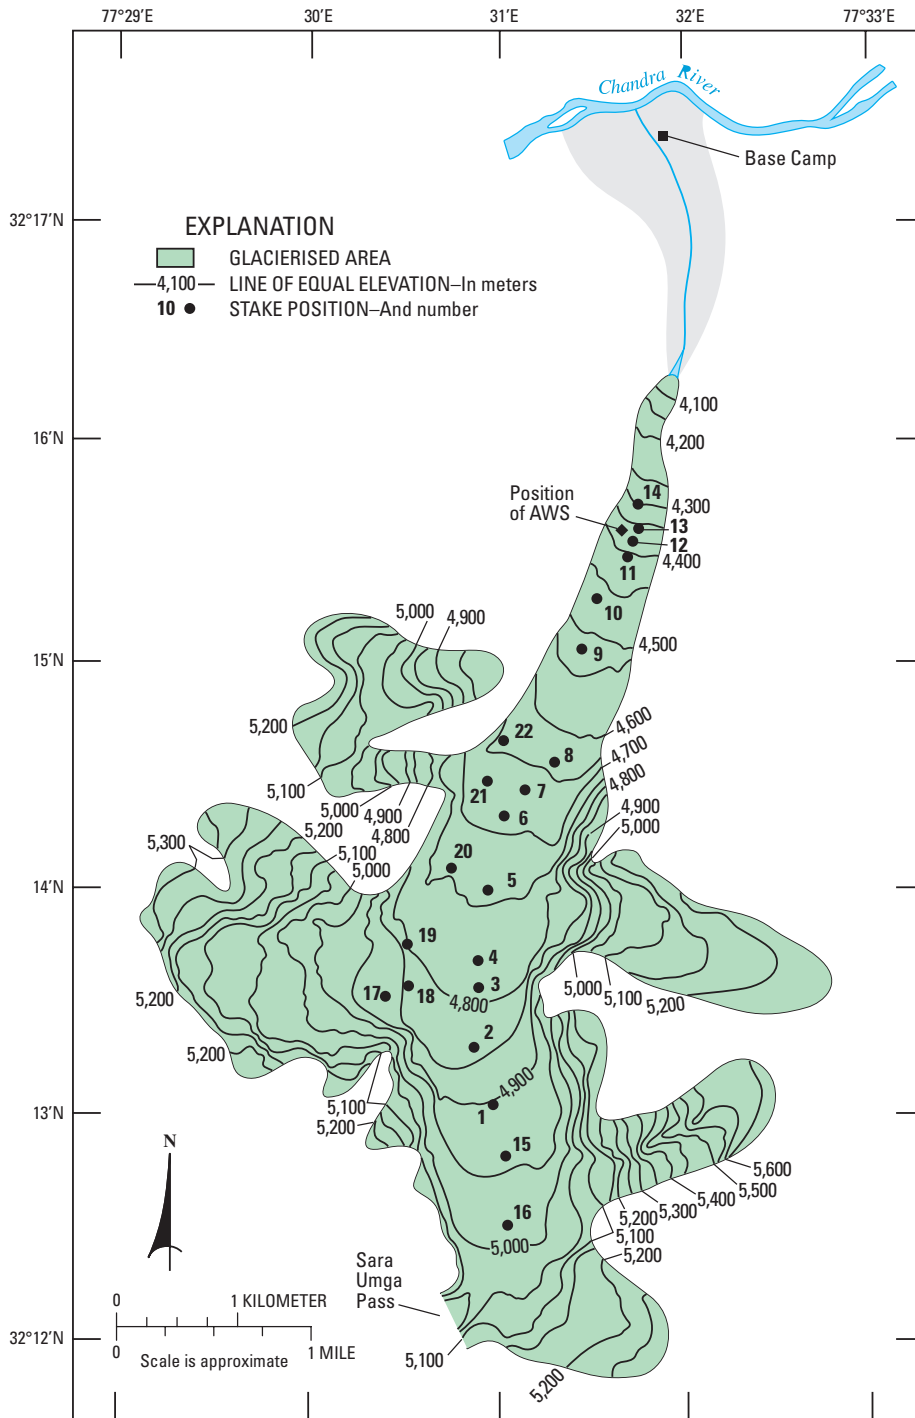 77°29′E
30′E
31′E
32′E
77°33′E
Chandra River
Base Camp
32°17′N
EXPLANATION
GLACIERISED AREA
4,100 LINE OF EQUAL ELEVATION–In meters
10 STAKE POSITION–And number
4,100
16′N
4,200
14
Position
of AWS
4,300
13
12
4,400
11
10
5,000
4,900
4,500
9
15′N
5,200
4,600
22
8
4,700
4,800
5,100
21
7
5,000
4,900
4,800
6
4,900
5,000
5,300
5,200
5,100
5,000
20
14′N
5
19
4
17
18
3
4,800
5,000
5,100
5,200
5,200
2
5,200
4,900
5,100
5,200
13′N
1
15
5,600
5,500
5,400
5,300
5,200
5,100
5,200
N
16
5,000
Sara
Umga
Pass
0
1 KILOMETER
32°12′N
0
Scale is approximate
1 MILE
5,100
5,200